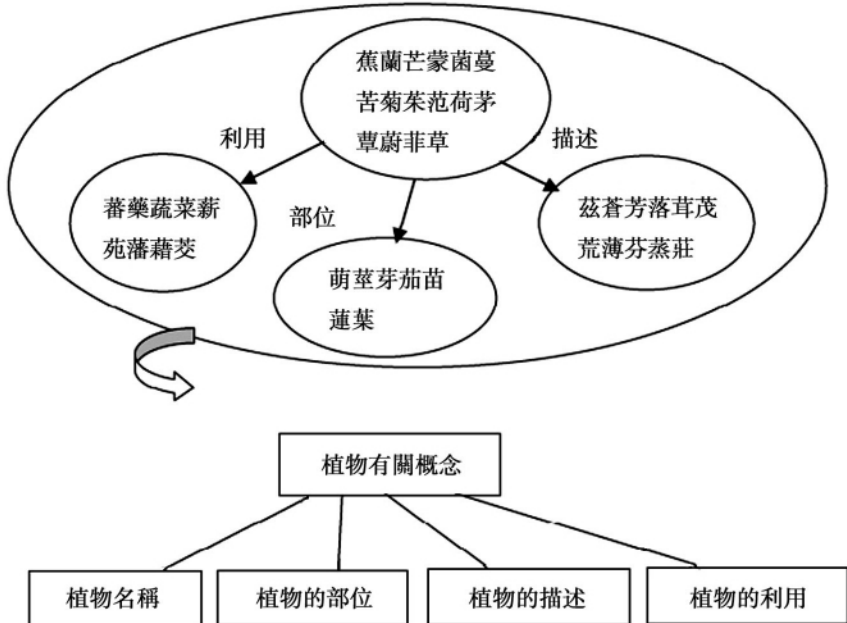 蕉蘭芒蒙菌蔓
苦菊茱范荷茅
蕈蔚菲草
利用
描述
蕃藥蔬菜薪
苑藩藉茭
部位
茲蒼芳落茸茂
荒薄芬蒸莊
萌莖芽茄苗
蓮葉
植物有關概念
植物名稱
植物的部位
植物的描述
植物的利用